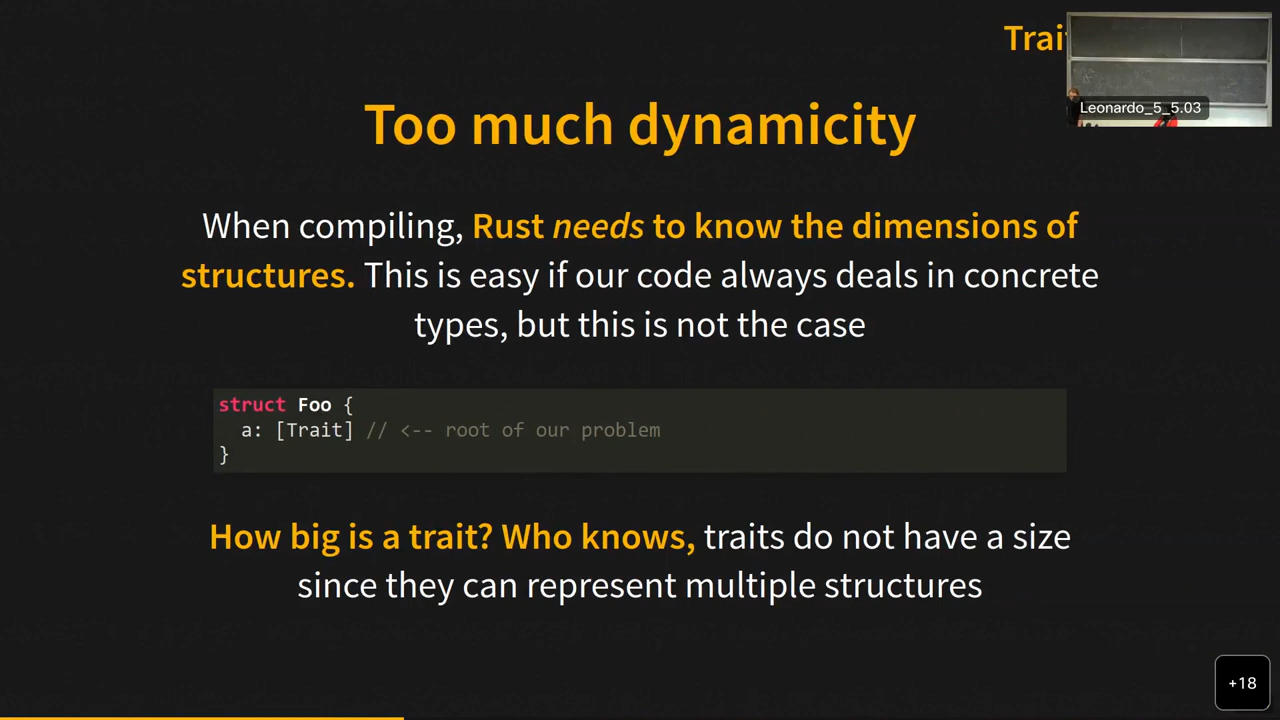 Trai
Leonardo_5_5.03
Too much dynamicity
When compiling, Rust needs to know the dimensions of
structures. This is easy if our code always deals in concrete
types, but this is not the case
struct Foo {
  a: [Trait] // <-- root of our problem
}
How big is a trait? Who knows, traits do not have a size
since they can represent multiple structures
+18